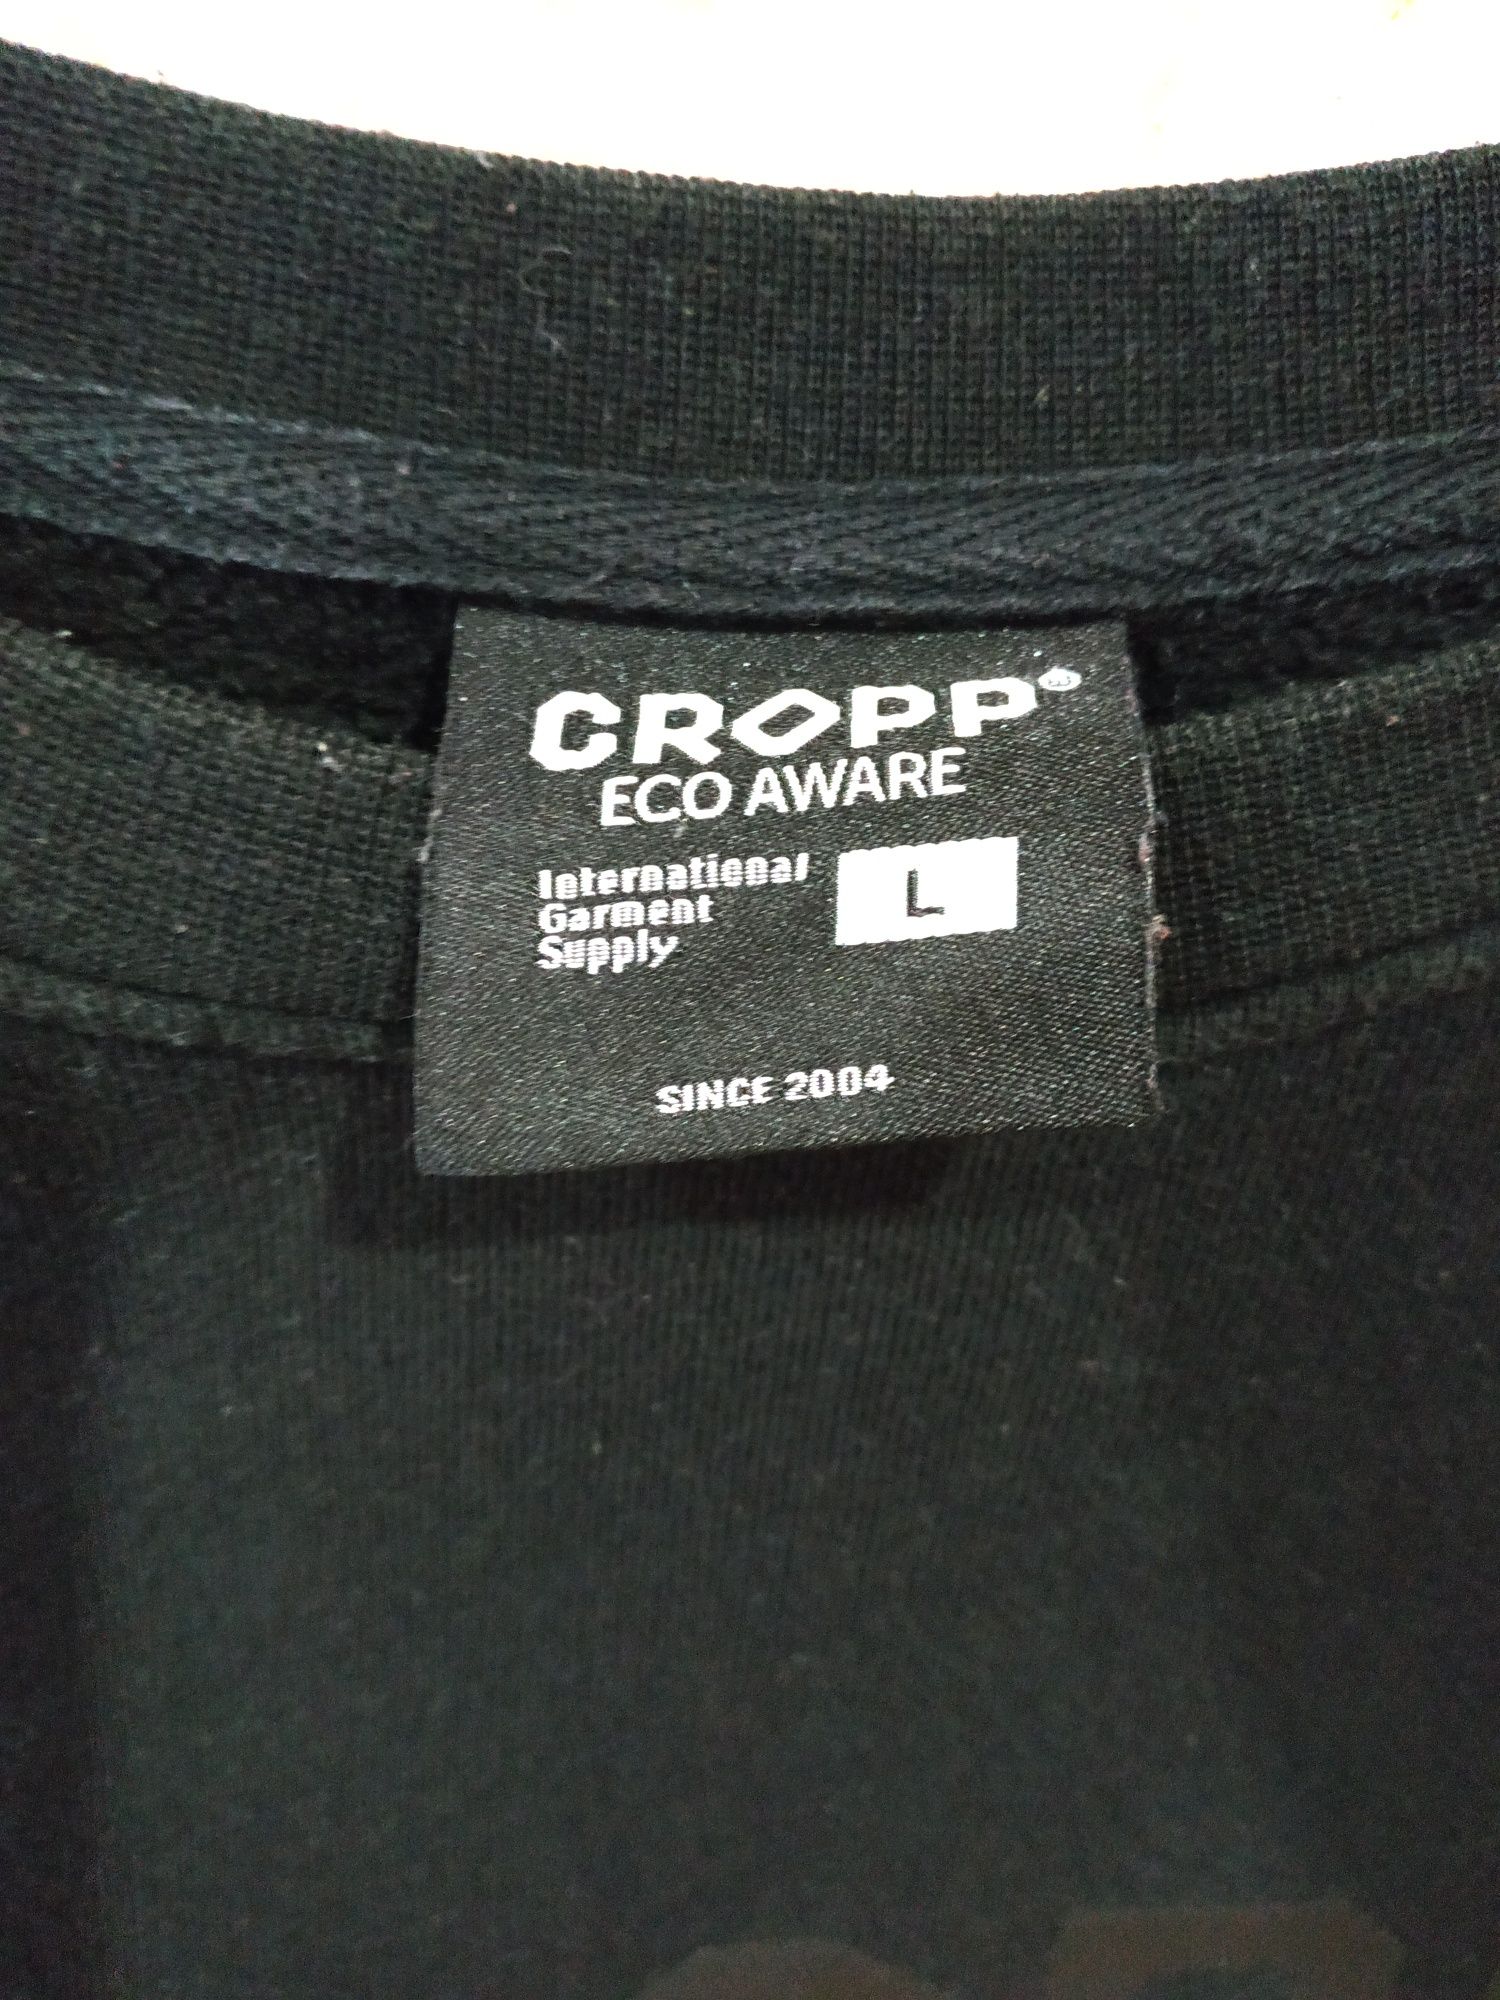 CROPP®
ECO AWARE
International
Garment
Supply
L
SINCE 2004